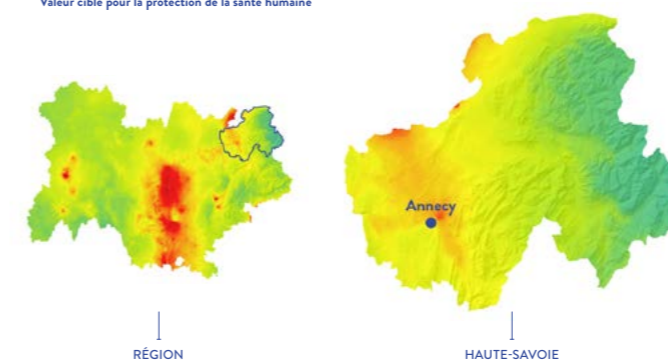 Valeur cible pour la protection de la santé humaine
Annecy
RÉGION
HAUTE-SAVOIE